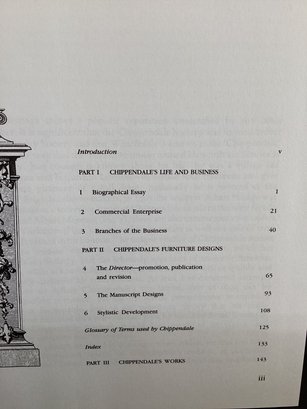 Introduction v
PART I CHIPPENDALE'S LIFE AND BUSINESS
1 Biographical Essay 1
2 Commercial Enterprise 21
3 Branches of the Business 40
PART II CHIPPENDALE'S FURNITURE DESIGNS
4 The Director—promotion, publication
and revision 65
5 The Manuscript Designs 93
6 Stylistic Development 108
Glossary of Terms used by Chippendale 125
Index 133
PART III CHIPPENDALE'S WORKS 143
iii